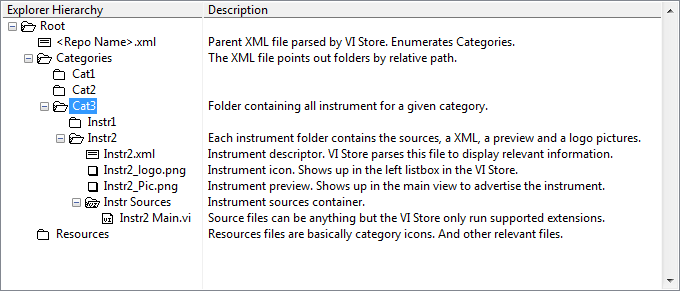 Explorer Hierarchy Description
Root
<Repo Name>.xml Parent XML file parsed by VI Store. Enumerates Categories.
Categories The XML file points out folders by relative path.
Cat1
Cat2
Cat3 Folder containing all instrument for a given category.
Instr1
Instr2 Each instrument folder contains the sources, a XML, a preview and a logo pictures.
Instr2.xml Instrument descriptor. VI Store parses this file to display relevant information.
Instr2_logo.png Instrument icon. Shows up in the left listbox in the VI Store.
Instr2_Pic.png Instrument preview. Shows up in the main view to advertise the instrument.
Instr Sources Instrument sources container.
Instr2 Main.vi Source files can be anything but the VI Store only run supported extensions.
Resources Resources files are basically category icons. And other relevant files.